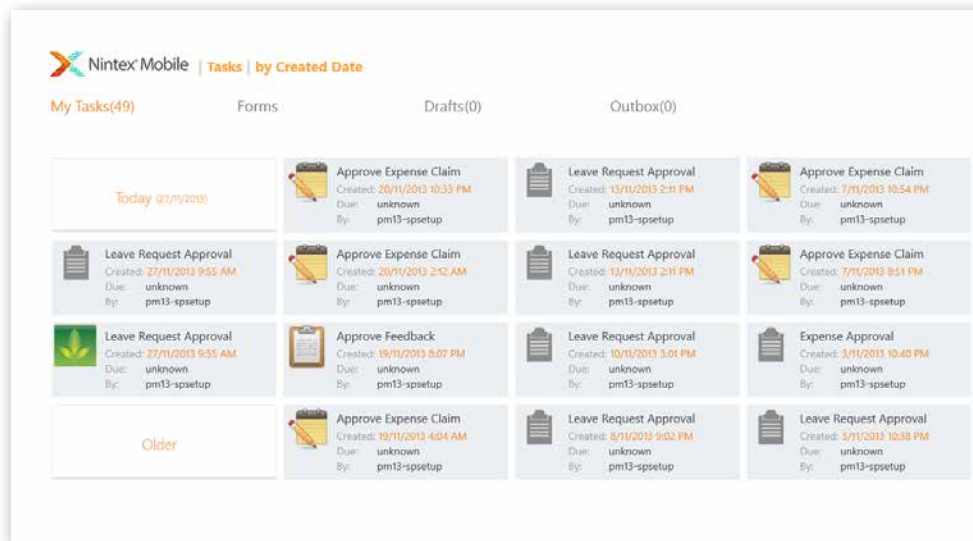 Nintex Mobile | Tasks | by Created Date
My Tasks(49)
Forms
Drafts(0)
Outbox(0)
Today (27/11/2013)
Leave Request Approval
Created: 27/11/2013 9:55 AM
Due: unknown
By: pm13-spsetup
Leave Request Approval
Created: 27/11/2013 9:55 AM
Due: unknown
By: pm13-spsetup
Older
Approve Expense Claim
Created: 20/11/2013 10:33 PM
Due: unknown
By: pm13-spsetup
Approve Expense Claim
Created: 20/11/2013 2:12 AM
Due: unknown
By: pm13-spsetup
Approve Feedback
Created: 19/11/2013 8:07 PM
Due: unknown
By: pm13-spsetup
Approve Expense Claim
Created: 19/11/2013 4:04 AM
Due: unknown
By: pm13-spsetup
Leave Request Approval
Created: 13/11/2013 2:11 PM
Due: unknown
By: pm13-spsetup
Leave Request Approval
Created: 13/11/2013 2:11 PM
Due: unknown
By: pm13-spsetup
Leave Request Approval
Created: 10/11/2013 3:01 PM
Due: unknown
By: pm13-spsetup
Leave Request Approval
Created: 8/11/2013 9:02 PM
Due: unknown
By: pm13-spsetup
Approve Expense Claim
Created: 7/11/2013 10:54 PM
Due: unknown
By: pm13-spsetup
Approve Expense Claim
Created: 7/11/2013 8:51 PM
Due: unknown
By: pm13-spsetup
Expense Approval
Created: 3/11/2013 10:40 PM
Due: unknown
By: pm13-spsetup
Leave Request Approval
Created: 3/11/2013 10:38 PM
Due: unknown
By: pm13-spsetup